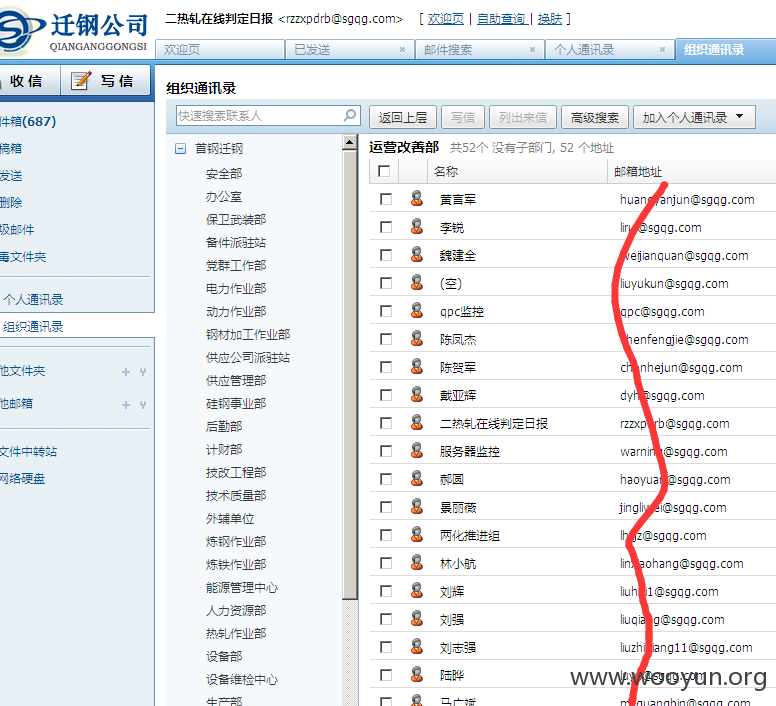 迁钢公司
QIANGANGGONGSI
二热轧在线判定日报 <rzzxpdrb@sgqg.com> [ 欢迎页 | 自助查询 | 换肤 ]
欢迎页 已发送 × 邮件搜索 × 个人通讯录 × 组织通讯录
收信 写信
件箱(687)
稿箱
发送
删除
圾邮件
毒文件夹
个人通讯录
组织通讯录
他文件夹
他邮箱
文件中转站
网络硬盘
组织通讯录
快速搜索联系人
返回上层 写信 列出来信 高级搜索 加入个人通讯录
首钢迁钢
安全部
办公室
保卫武装部
备件派驻站
党群工作部
电力作业部
动力作业部
钢材加工作业部
供应公司派驻站
供应管理部
硅钢事业部
后勤部
计财部
技改工程部
技术质量部
外辅单位
炼钢作业部
炼铁作业部
能源管理中心
人力资源部
热轧作业部
设备部
设备维检中心
生产部
运营改善部 共52个 没有子部门, 52 个地址
名称 邮箱地址
黄言军 huangyanjun@sgqg.com
李锐 @sgqg.com
魏建全 weijianquan@sgqg.com
(空) liuyukun@sgqg.com
qpc监控 qpc@sgqg.com
陈凤杰 chenfengjie@sgqg.com
陈贺军 chenhejun@sgqg.com
戴亚辉 dyh@sgqg.com
二热轧在线判定日报 rzzxpdrb@sgqg.com
服务器监控 warning@sgqg.com
郝圆 haoyuan@sgqg.com
景丽薇 jingliwei@sgqg.com
两化推进组 @sgqg.com
林小航 linxiaohang@sgqg.com
刘辉 liuhui1@sgqg.com
刘强 liuqiang@sgqg.com
刘志强 liuzhiqiang11@sgqg.com
陆晔
马广斌 maguangbin@sgqg.com
www.wooyun.org